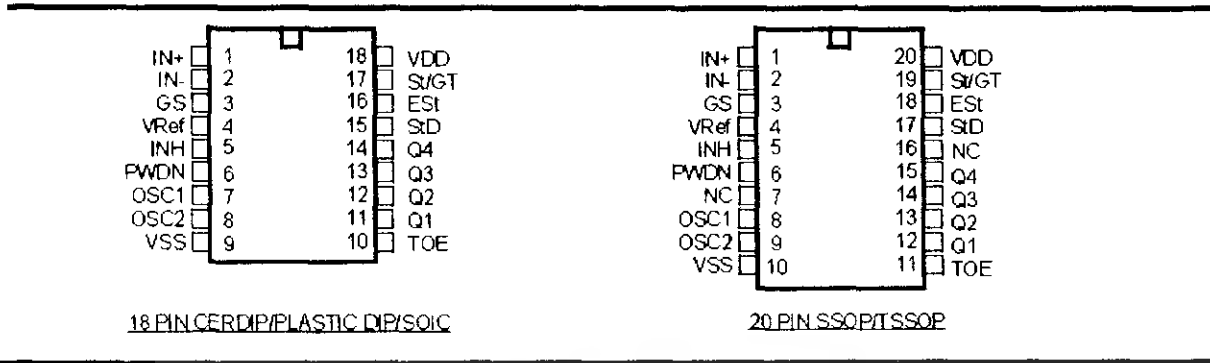 IN+ 1 18 VDD
IN- 2 17 St/GT
GS 3 16 ESt
VRef 4 15 StD
INH 5 14 Q4
PWDN 6 13 Q3
OSC1 7 12 Q2
OSC2 8 11 Q1
VSS 9 10 TOE
18 PIN CERDIP/PLASTIC DIP/SOIC
IN+ 1 20 VDD
IN- 2 19 St/GT
GS 3 18 ESt
VRef 4 17 StD
INH 5 16 NC
PWDN 6 15 Q4
NC 7 14 Q3
OSC1 8 13 Q2
OSC2 9 12 Q1
VSS 10 11 TOE
20 PIN SSOP/TSSOP